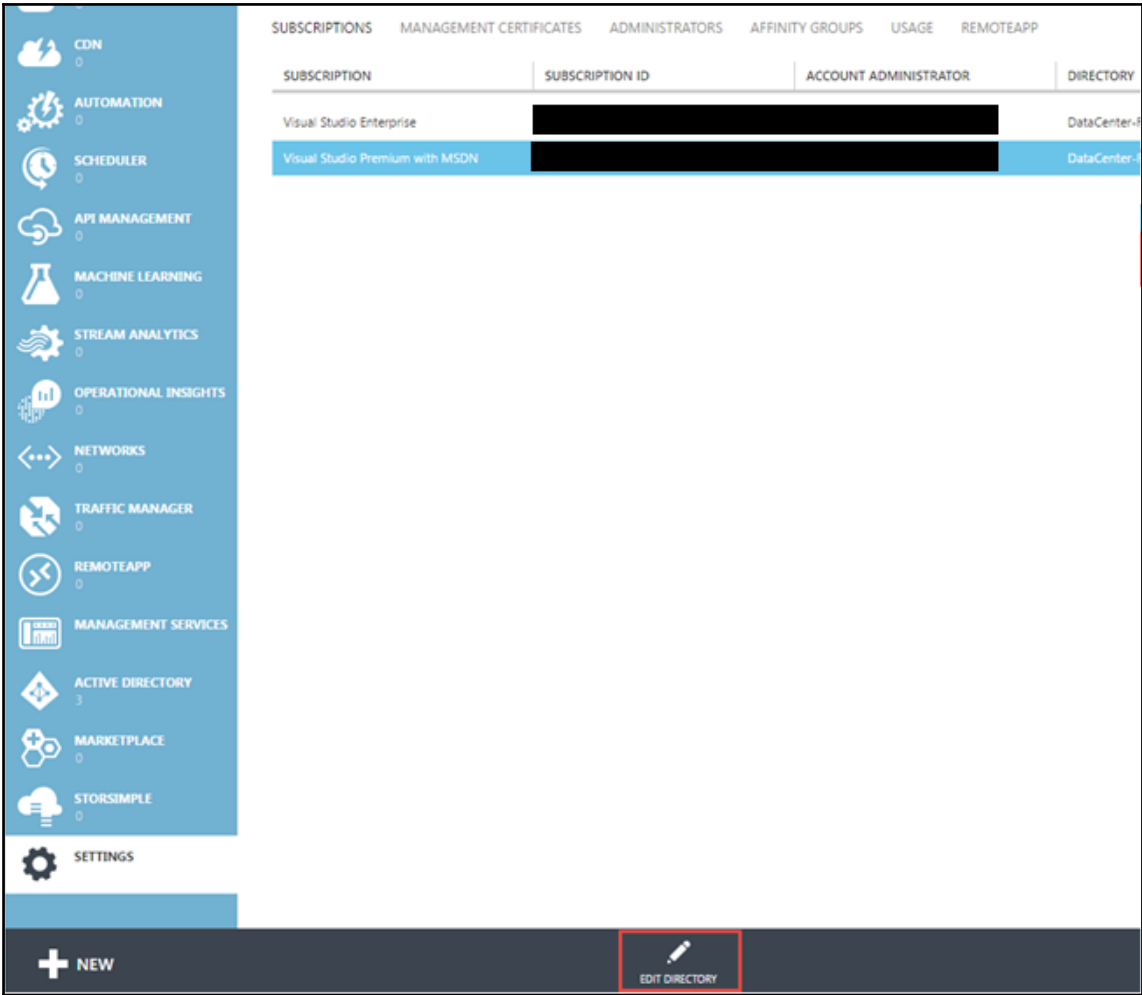 SUBSCRIPTIONS MANAGEMENT CERTIFICATES ADMINISTRATORS AFFINITY GROUPS USAGE REMOTEAPP
SUBSCRIPTION SUBSCRIPTION ID ACCOUNT ADMINISTRATOR DIRECTORY
Visual Studio Enterprise DataCenter-
Visual Studio Premium with MSDN DataCenter-
CDN
0
AUTOMATION
0
SCHEDULER
0
API MANAGEMENT
0
MACHINE LEARNING
0
STREAM ANALYTICS
0
OPERATIONAL INSIGHTS
0
NETWORKS
0
TRAFFIC MANAGER
0
REMOTEAPP
0
MANAGEMENT SERVICES
ACTIVE DIRECTORY
3
MARKETPLACE
0
STORSIMPLE
0
SETTINGS
NEW
EDIT DIRECTORY